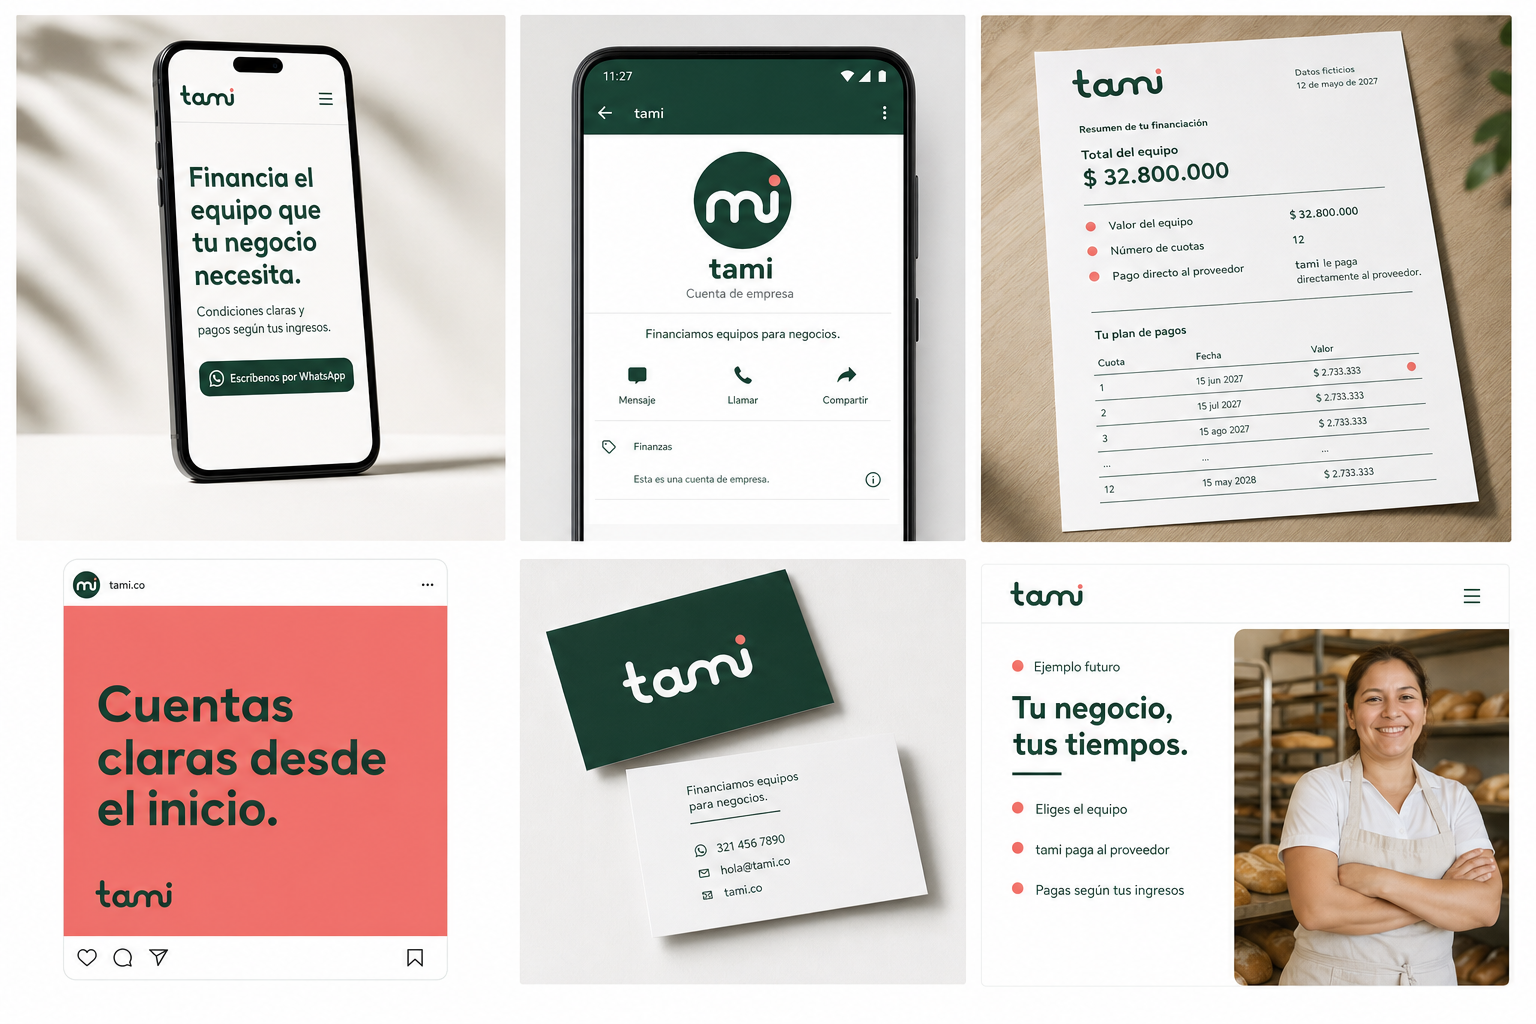 tami
Financia el
equipo que
tu negocio
necesita.
Condiciones claras y
pagos según tus ingresos.
Escríbenos por WhatsApp
11:27
tami
mi
tami
Cuenta de empresa
Financiamos equipos para negocios.
Mensaje
Llamar
Compartir
Finanzas
Esta es una cuenta de empresa.
tami
Datos ficticios
12 de mayo de 2027
Resumen de tu financiación
Total del equipo
$ 32.800.000
Valor del equipo
$ 32.800.000
Número de cuotas
12
Pago directo al proveedor
tami le paga
directamente al proveedor.
Tu plan de pagos
Cuota Fecha Valor
1 15 jun 2027 $ 2.733.333
2 15 jul 2027 $ 2.733.333
3 15 ago 2027 $ 2.733.333
... ... ...
12 15 may 2028 $ 2.733.333
mi
tami.co
Cuentas
claras desde
el inicio.
tami
tami
Financiamos equipos
para negocios.
321 456 7890
hola@tami.co
tami.co
tami
Ejemplo futuro
Tu negocio,
tus tiempos.
Eliges el equipo
tami paga al proveedor
Pagas según tus ingresos